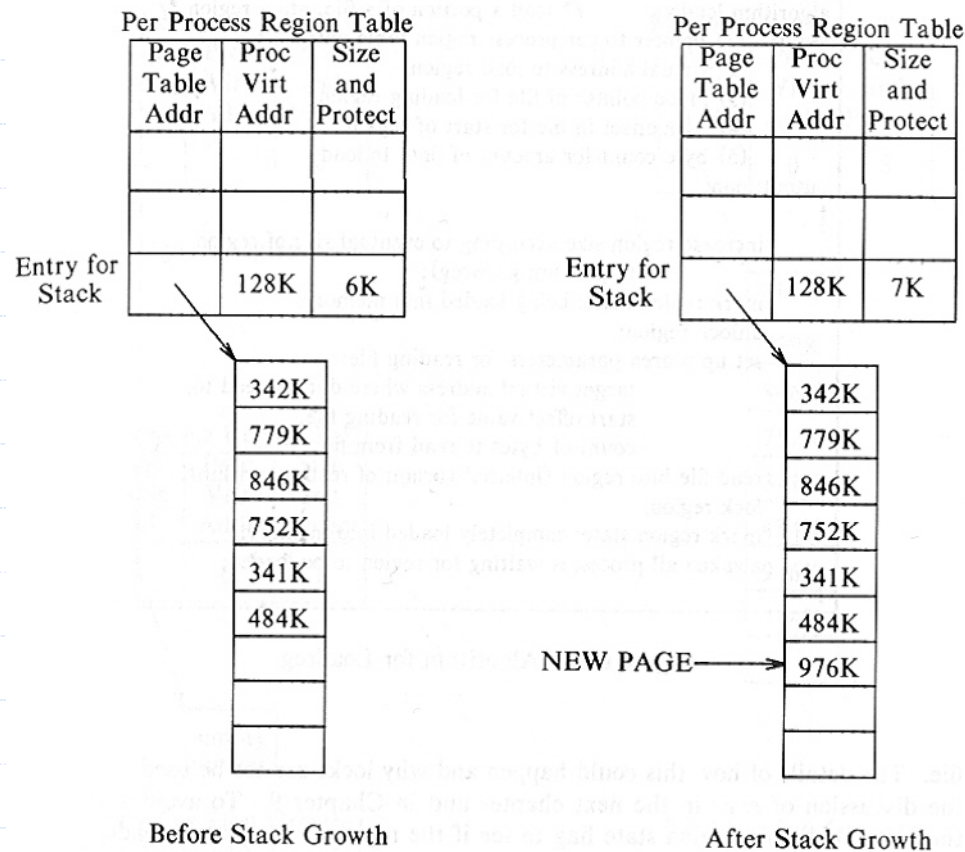 Per Process Region Table
Page Table Addr
Proc Virt Addr
Size and Protect
Entry for Stack
128K
6K
342K
779K
846K
752K
341K
484K
Before Stack Growth
Per Process Region Table
Page Table Addr
Proc Virt Addr
Size and Protect
Entry for Stack
128K
7K
342K
779K
846K
752K
341K
484K
NEW PAGE
976K
After Stack Growth